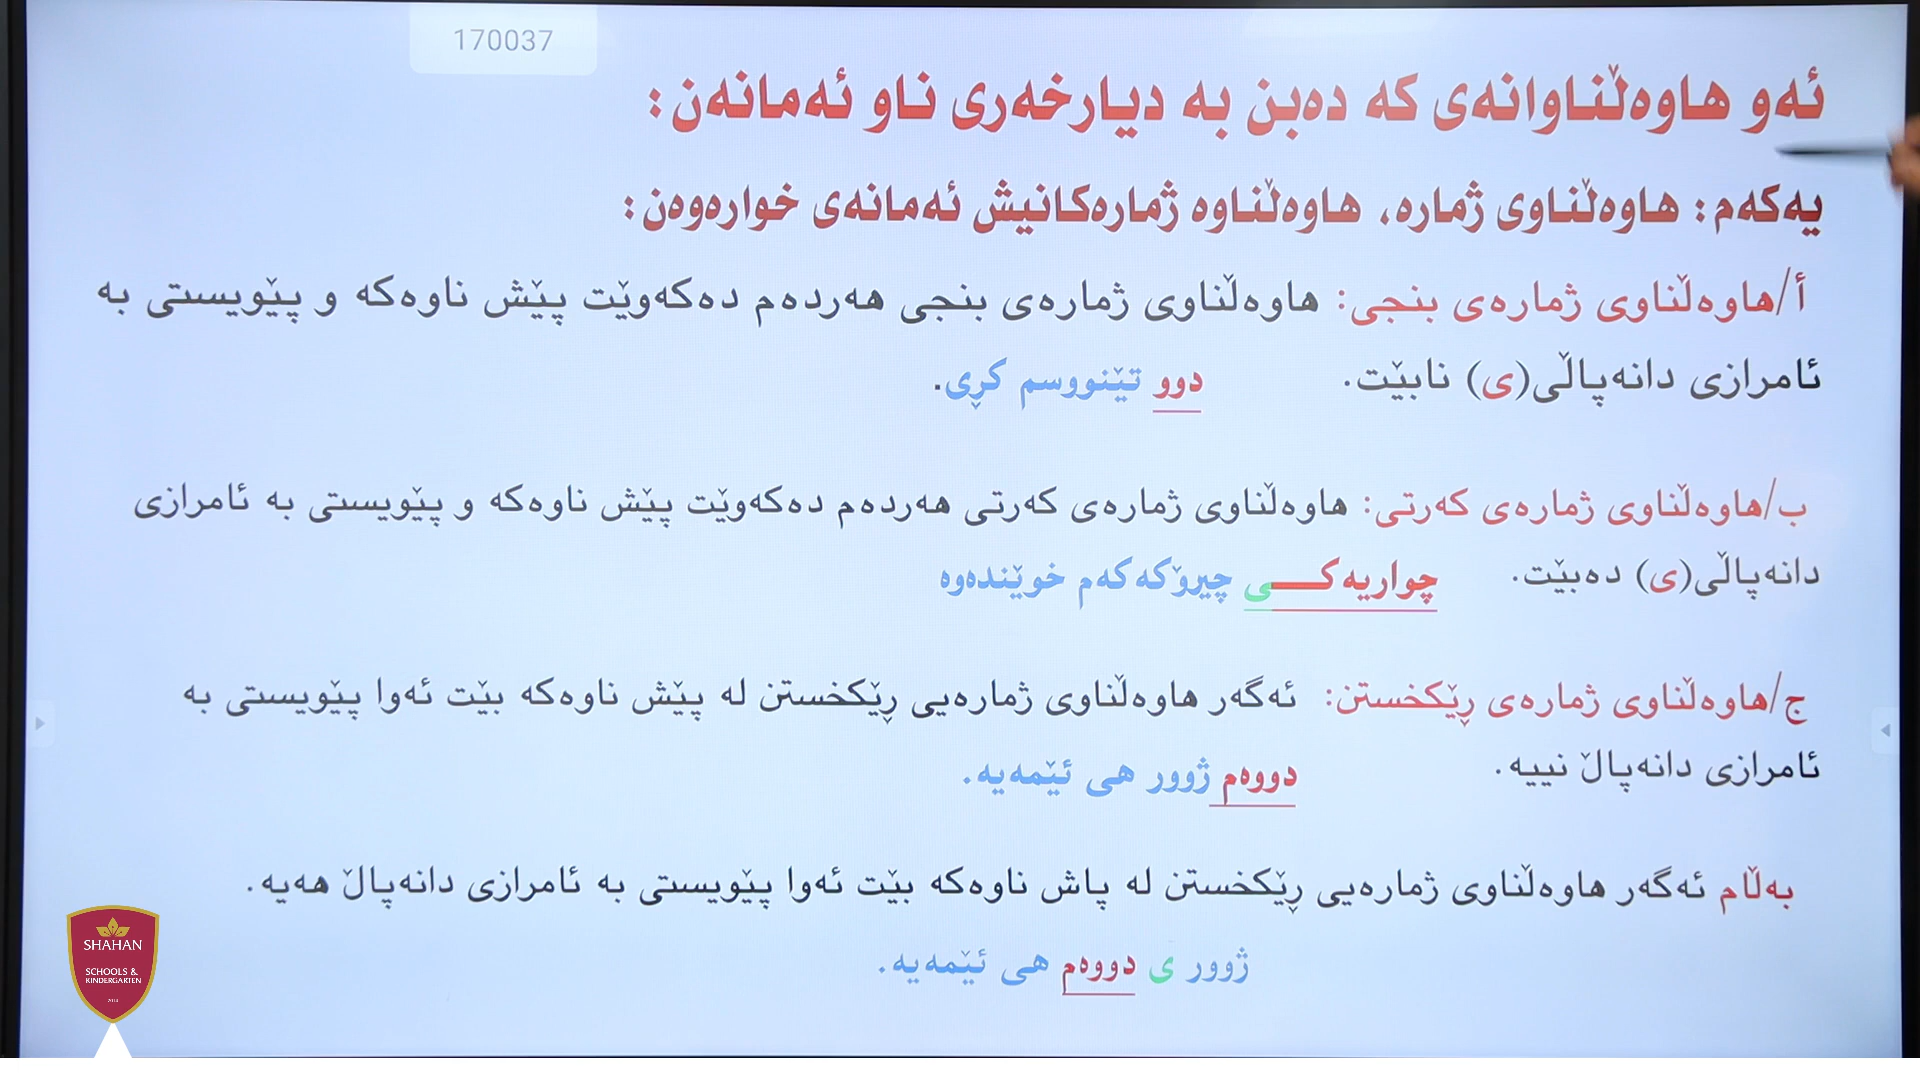 170037
ئەو هاوەڵناوانەی کە دەبن بە دیارخەری ناو ئەمانەن:
یەکەم: هاوەڵناوی ژمارە، هاوەڵناوە ژمارەکانیش ئەمانەی خوارەوەن:
أ/هاوەڵناوی ژمارەی بنجی: هاوەڵناوی ژمارەی بنجی هەردەم دەکەوێت پێش ناوەکە و پێویستی بە
ئامرازی دانەپاڵی(ی) نابێت. دوو تێنووسم کڕی.
ب/هاوەڵناوی ژمارەی کەرتی: هاوەڵناوی ژمارەی کەرتی هەردەم دەکەوێت پێش ناوەکە و پێویستی بە ئامرازی
دانەپاڵی(ی) دەبێت. چواریەکـــی چیرۆکەکەم خوێندەوە
ج/هاوەڵناوی ژمارەی ڕێکخستن: ئەگەر هاوەڵناوی ژمارەیی ڕێکخستن لە پێش ناوەکە بێت ئەوا پێویستی بە
ئامرازی دانەپاڵ نییە. دووەم ژوور هی ئێمەیە.
بەڵام ئەگەر هاوەڵناوی ژمارەیی ڕێکخستن لە پاش ناوەکە بێت ئەوا پێویستی بە ئامرازی دانەپاڵ هەیە.
ژوور ی دووەم هی ئێمەیە.
SHAHAN
SCHOOLS &
KINDERGARTEN